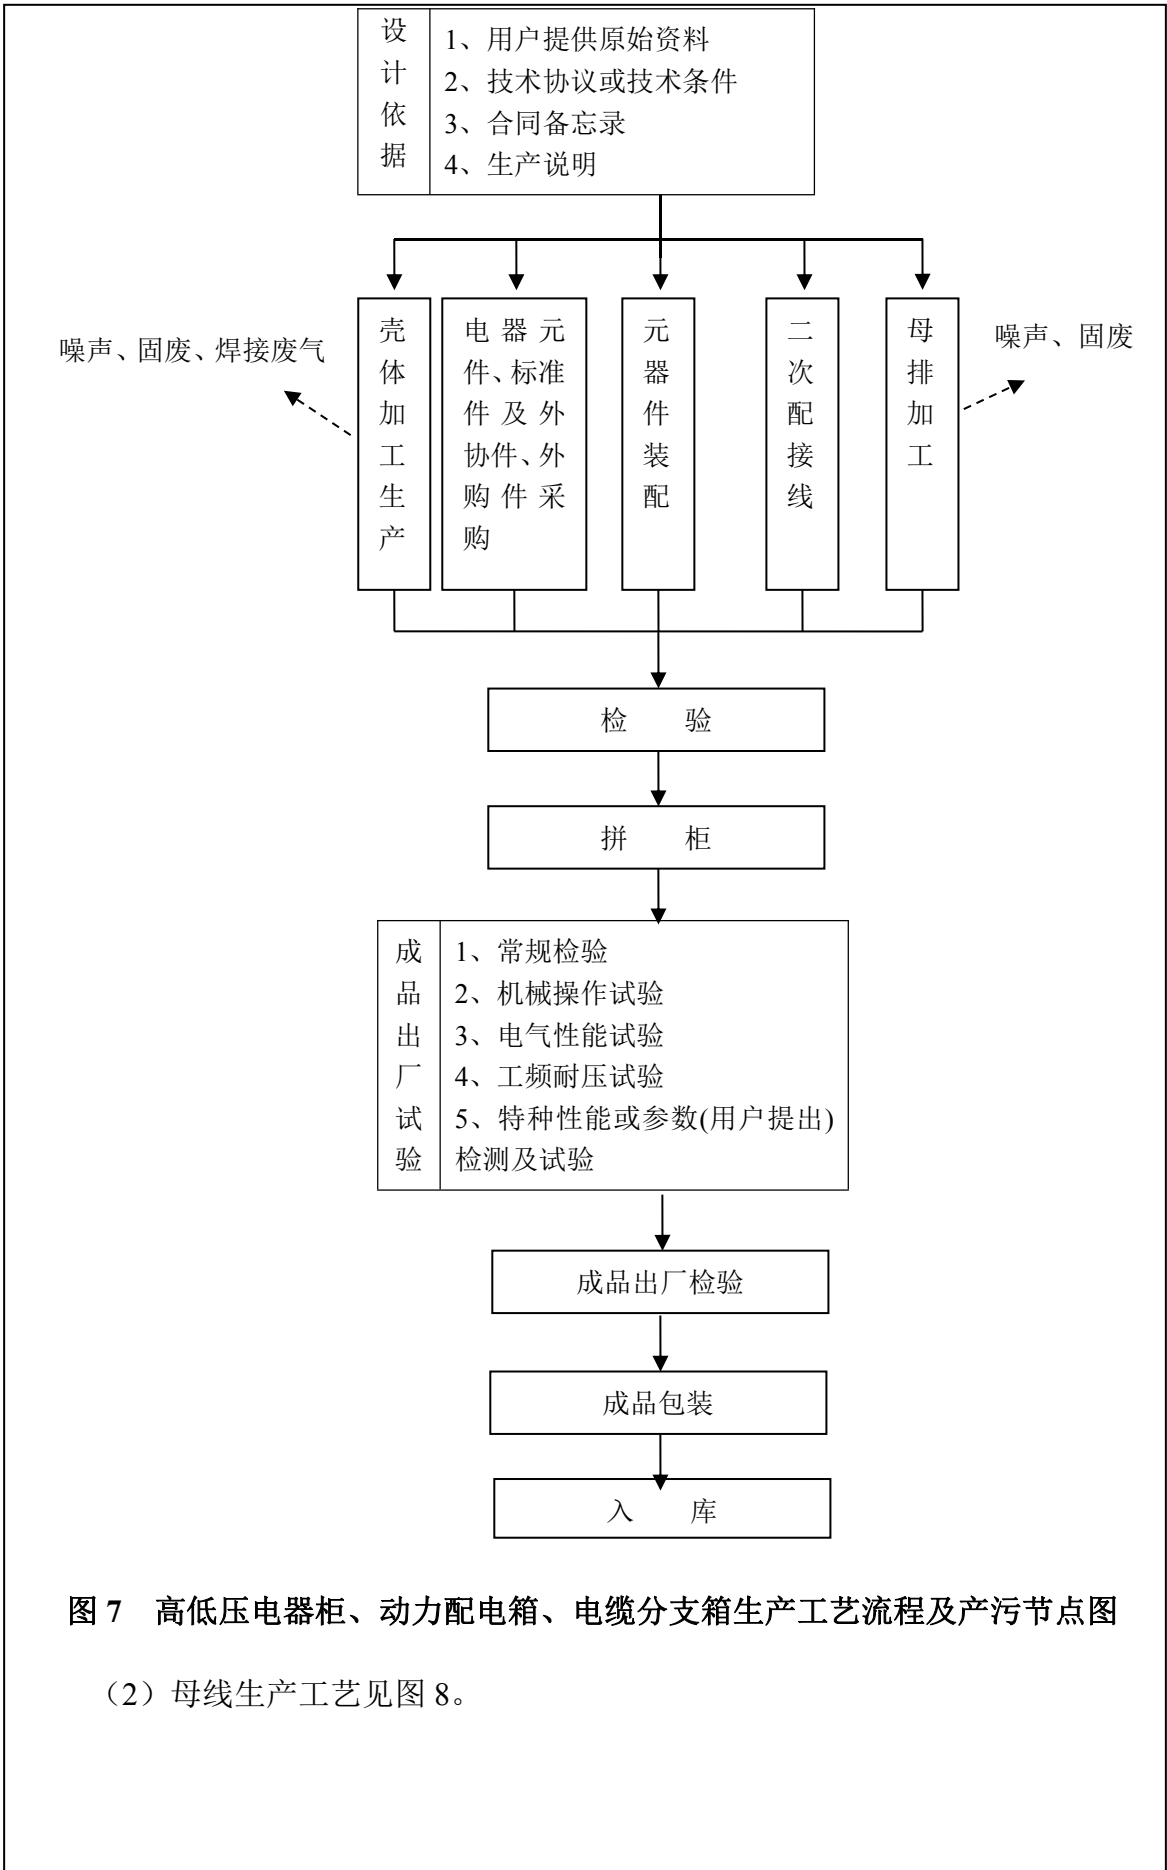 设计依据
1、用户提供原始资料
2、技术协议或技术条件
3、合同备忘录
4、生产说明
噪声、固废、焊接废气
壳体加工生产
电器元
件、标准
件及外
协件、外
购件采
购
元器件装配
二次配接线
母排加工
噪声、固废
检 验
拼 柜
成品出厂试验
1、常规检验
2、机械操作试验
3、电气性能试验
4、工频耐压试验
5、特种性能或参数(用户提出)
检测及试验
成品出厂检验
成品包装
入 库
图 7 高低压电器柜、动力配电箱、电缆分支箱生产工艺流程及产污节点图
（2）母线生产工艺见图 8。